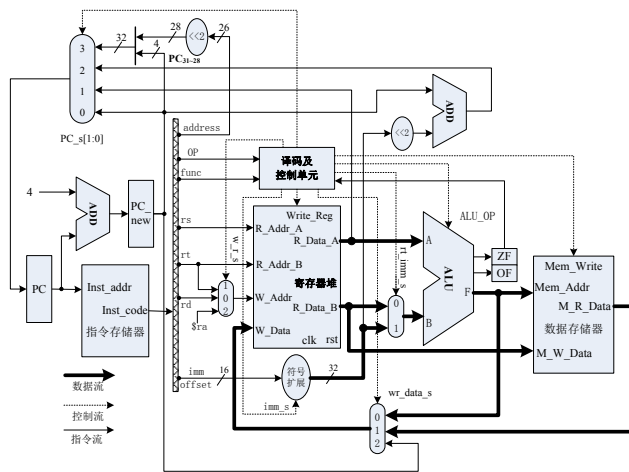 28
26
<<2
32
4
PC31-28
3
2
1
0
PC_s[1:0]
address
OP
func
rs
rt
rd
$ra
imm
offset
16
译码及
控制单元
ADD
<<2
4
ADD
PC_
new
PC
Inst_addr
Inst_code
指令存储器
w_r_s
1
0
2
Write_Reg
R_Addr_A
R_Data_A
R_Addr_B
寄存器堆
W_Addr
R_Data_B
W_Data
clk
rst
rt_imm_s
0
1
ALU_OP
A
ALU
F
B
ZF
OF
Mem_Write
Mem_Addr
M_R_Data
数据存储器
M_W_Data
符号
扩展
32
imm_s
wr_data_s
0
1
2
数据流
控制流
指令流